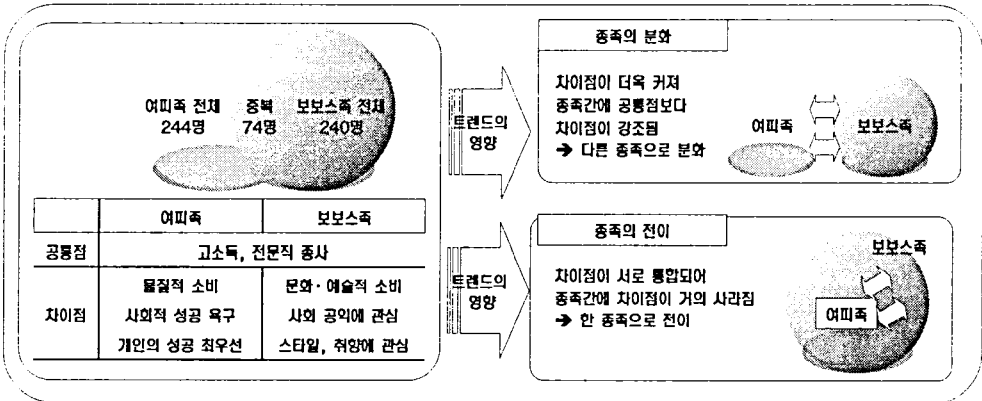 여피족 전체 중복 보보스족 전체
244명 74명 240명
여피족 보보스족
공통점 고소득, 전문직 종사
차이점
물질적 소비 문화·예술적 소비
사회적 성공 욕구 사회 공익에 관심
개인의 성공 최우선 스타일, 취향에 관심
트렌드의
영향
종족의 분화
차이점이 더욱 커져
종족간에 공통점보다
차이점이 강조됨
➔ 다른 종족으로 분화
여피족 보보스족
트렌드의
영향
종족의 전이
차이점이 서로 통합되어
종족간에 차이점이 거의 사라짐
➔ 한 종족으로 전이
보보스족
여피족